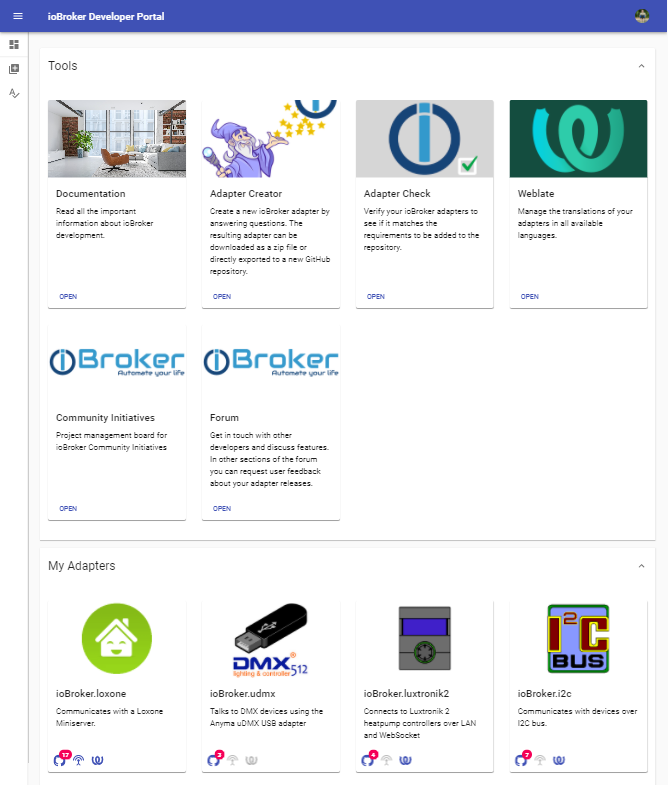 ioBroker Developer Portal
Tools
Documentation
Read all the important
information about ioBroker
development.
OPEN
Adapter Creator
Create a new ioBroker adapter by
answering questions. The
resulting adapter can be
downloaded as a zip file or
directly exported to a new GitHub
repository.
OPEN
Adapter Check
Verify your ioBroker adapters to
see if it matches the
requirements to be added to the
repository.
OPEN
Weblate
Manage the translations of your
adapters in all available
languages.
OPEN
ioBroker
Automate your life
Community Initiatives
Project management board for
ioBroker Community Initiatives
OPEN
ioBroker
Automate your life
Forum
Get in touch with other
developers and discuss features.
In other sections of the forum
you can request user feedback
about your adapter releases.
OPEN
My Adapters
ioBroker.loxone
Communicates with a Loxone
Miniserver.
17
DMX512
lighting & controller
ioBroker.udmx
Talks to DMX devices using the
Anyma uDMX USB adapter
3
ioBroker.luxtronik2
Connects to Luxtronik 2
heatpump controllers over LAN
and WebSocket
4
I2C
BUS
ioBroker.i2c
Communicates with devices over
I2C bus.
7